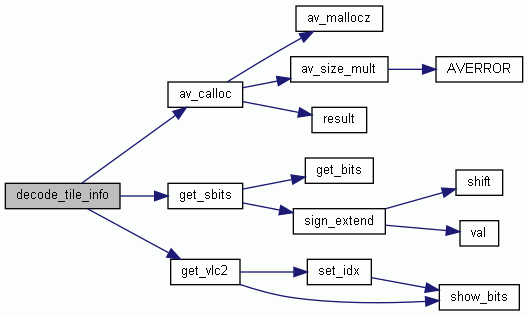 av_mallocz
av_size_mult
AVERROR
av_calloc
result
get_bits
shift
decode_tile_info
get_sbits
sign_extend
val
get_vlc2
set_idx
show_bits